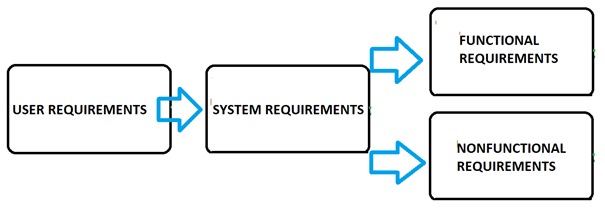 USER REQUIREMENTS
SYSTEM REQUIREMENTS
FUNCTIONAL
REQUIREMENTS
NONFUNCTIONAL
REQUIREMENTS